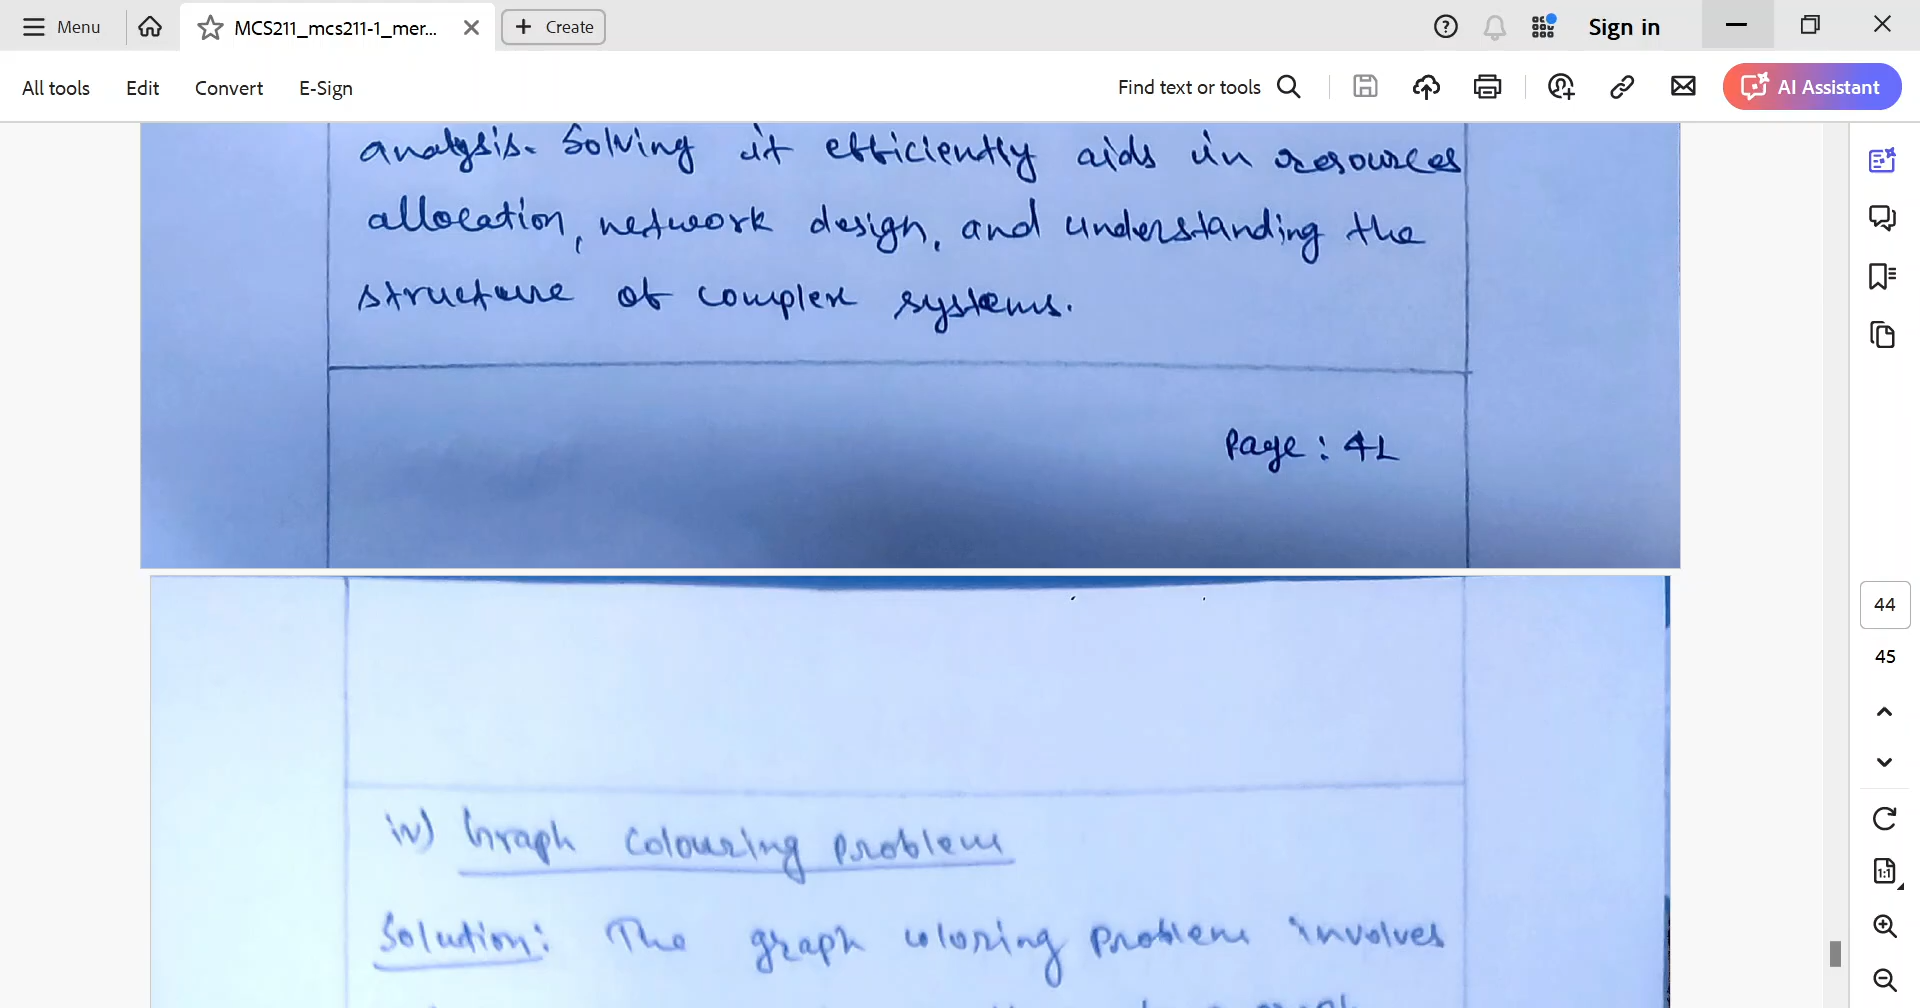 Menu
MCS211_mcs211-1_mer...
Create
Sign in
All tools
Edit
Convert
E-Sign
Find text or tools
AI Assistant
analysis. Solving it efficiently aids in resources
allocation, network design, and understanding the
structure of complex systems.
Page: 41
44
45
iv) Graph colouring problem
Solution: The graph coloring problem involves
graph